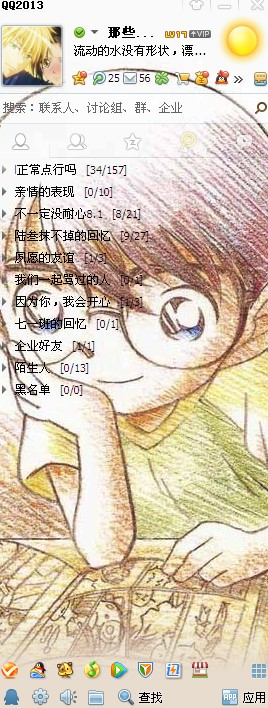 QQ2013
那些... LV17 VIP
流动的水没有形状，漂...
25 56
搜索：联系人、讨论组、群、企业
正常点行吗 [34/157]
亲情的表现 [0/10]
不一定没耐心8.1 [8/21]
陆叁抹不掉的回忆 [9/27]
夙愿的友谊 [1/3]
我们一起骂过的人 [0/1]
因为你，我会开心 [1/3]
七一班的回忆 [0/1]
企业好友 [1/1]
陌生人 [0/13]
黑名单 [0/0]
查找
APP 应用